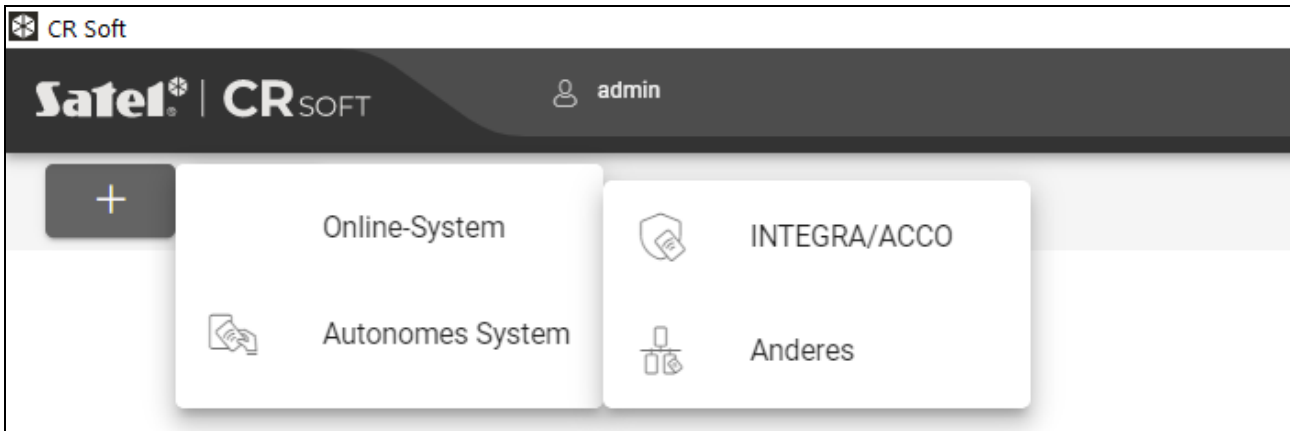 CR Soft
Satel® | CR SOFT
admin
+
Online-System
INTEGRA/ACCO
Autonomes System
Anderes